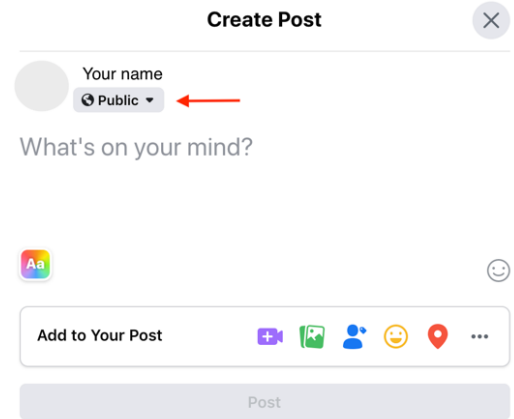 Create Post
Your name
Public
What's on your mind?
Aa
Add to Your Post
Post